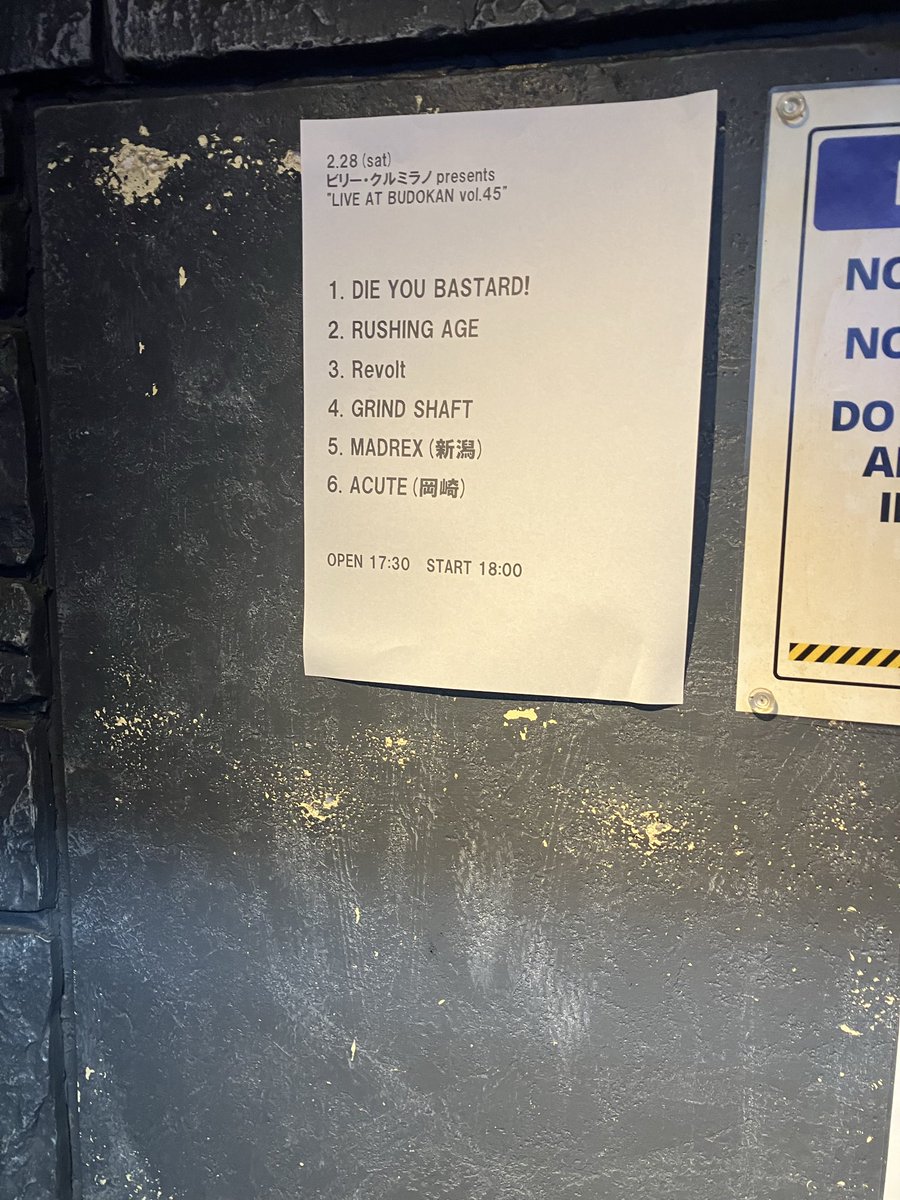 2.28 (sat)
ビリー・クルミラノ presents
"LIVE AT BUDOKAN vol.45"
1. DIE YOU BASTARD!
2. RUSHING AGE
3. Revolt
4. GRIND SHAFT
5. MADREX (新潟)
6. ACUTE (岡崎)
OPEN 17:30 START 18:00
NO
NO
DO